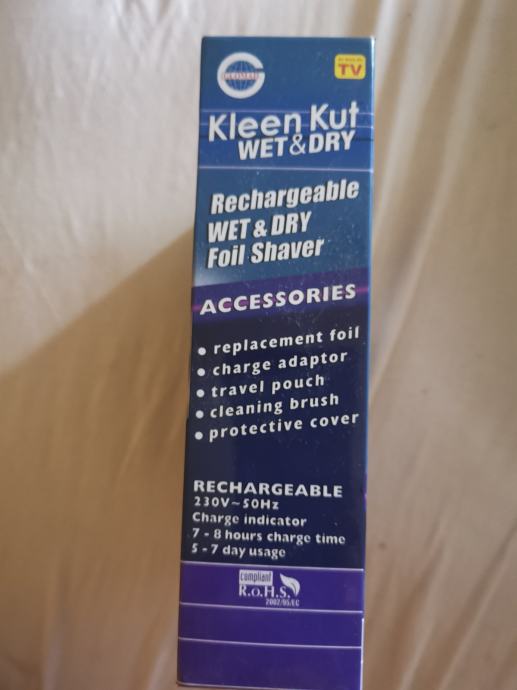 GLOMAIL
As Seen On
TV
Kleen Kut
WET&DRY
Rechargeable
WET & DRY
Foil Shaver
ACCESSORIES
• replacement foil
• charge adaptor
• travel pouch
• cleaning brush
• protective cover
RECHARGEABLE
230V~50Hz
Charge indicator
7 - 8 hours charge time
5 - 7 day usage
compliant
R.o.H.S.
2002/95/EC